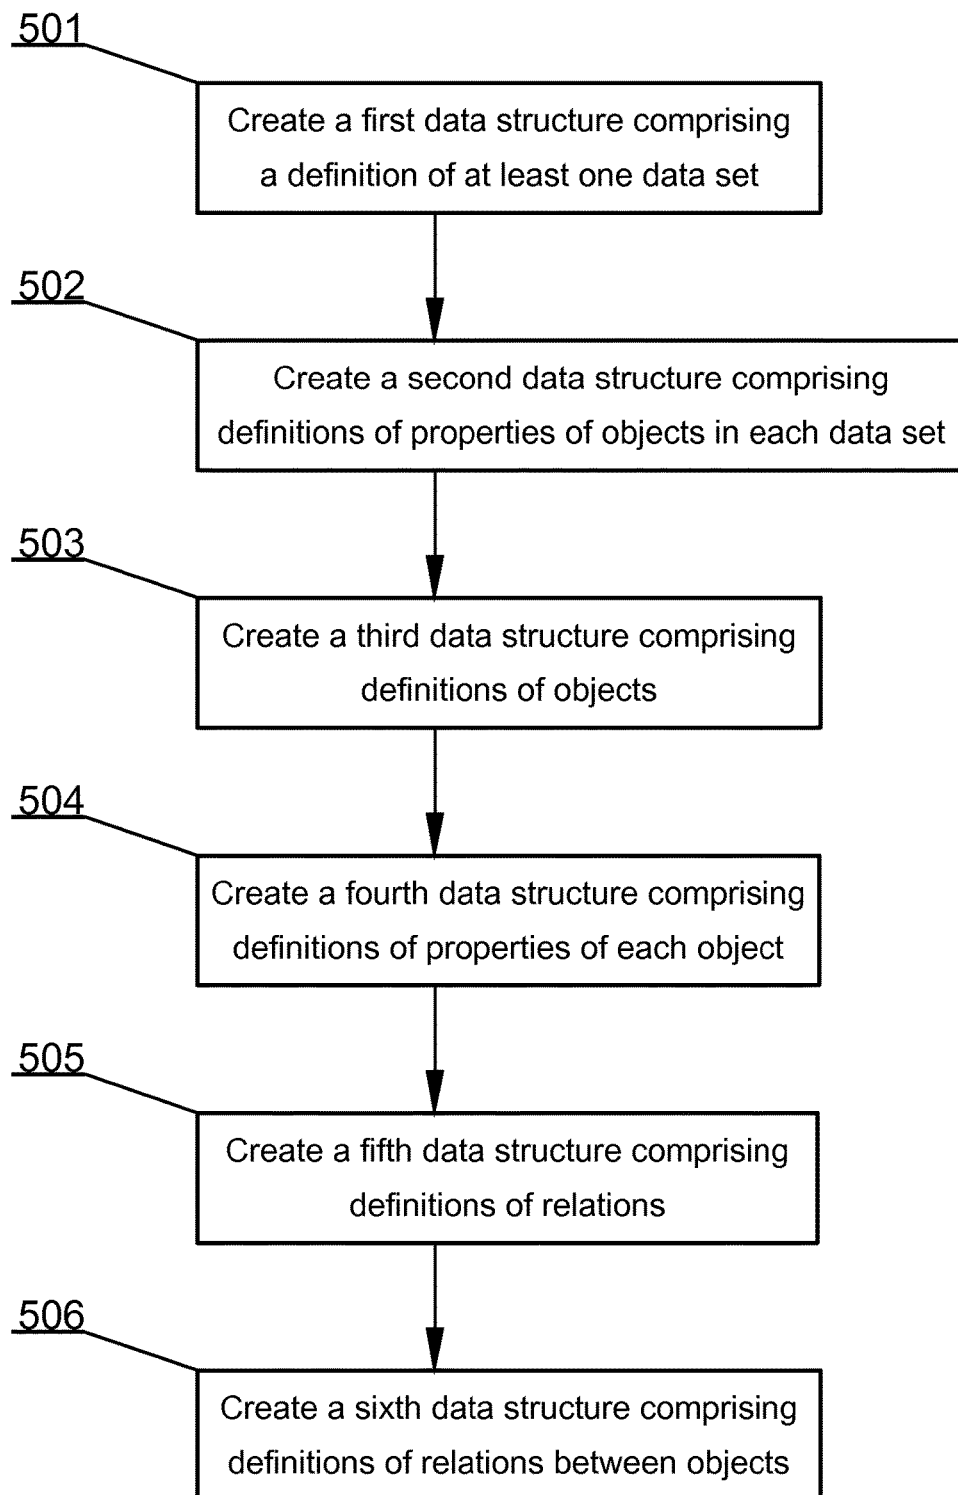 501
Create a first data structure comprising
a definition of at least one data set
502
Create a second data structure comprising
definitions of properties of objects in each data set
503
Create a third data structure comprising
definitions of objects
504
Create a fourth data structure comprising
definitions of properties of each object
505
Create a fifth data structure comprising
definitions of relations
506
Create a sixth data structure comprising
definitions of relations between objects